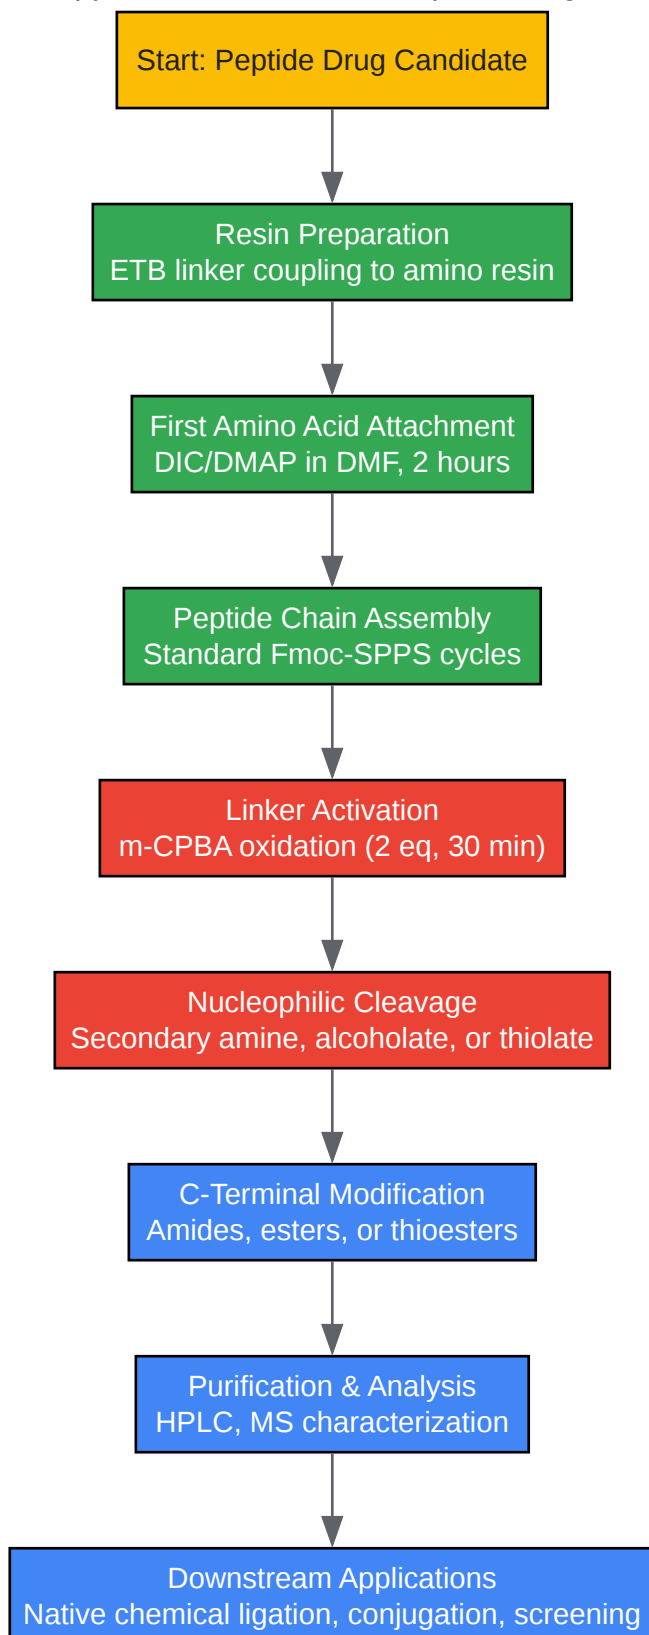 Start: Peptide Drug Candidate
Resin Preparation
ETB linker coupling to amino resin
First Amino Acid Attachment
DIC/DMAP in DMF, 2 hours
Peptide Chain Assembly
Standard Fmoc-SPPS cycles
Linker Activation
m-CPBA oxidation (2 eq, 30 min)
Nucleophilic Cleavage
Secondary amine, alcoholate, or thiolate
C-Terminal Modification
Amides, esters, or thioesters
Purification & Analysis
HPLC, MS characterization
Downstream Applications
Native chemical ligation, conjugation, screening